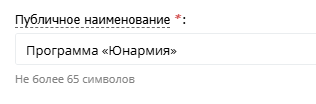 Публичное наименование *:
Программа «Юнармия»
Не более 65 символов